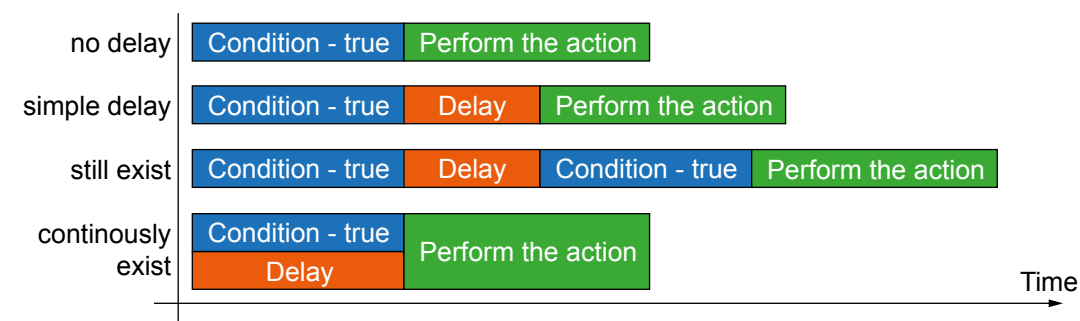 no delay Condition - true Perform the action
simple delay Condition - true Delay Perform the action
still exist Condition - true Delay Condition - true Perform the action
continously
exist
Condition - true
Delay
Perform the action
Time